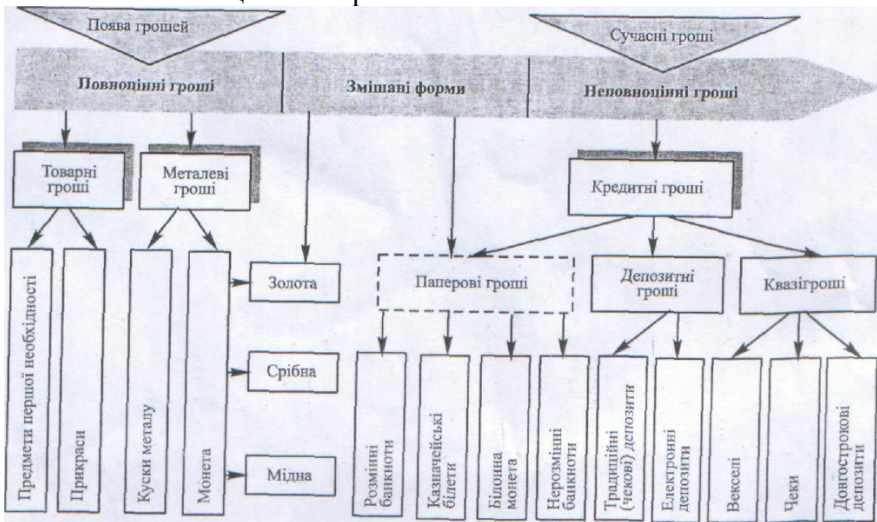 Поява грошей
Сучасні гроші
Повноцінні гроші
Змішані форми
Неповноцінні гроші
Товарні
гроші
Металеві
гроші
Кредитні гроші
Предмети першої необхідності
Прикраси
Куски металу
Монета
Золота
Срібна
Мідна
Паперові гроші
Депозитні
гроші
Квазігроші
Розмінні
банкноти
Казначейські
білети
Білонна
монета
Нерозмінні
банкноти
Традиційні
(чекові) депозити
Електронні
депозити
Векселі
Чеки
Довгострокові
депозити